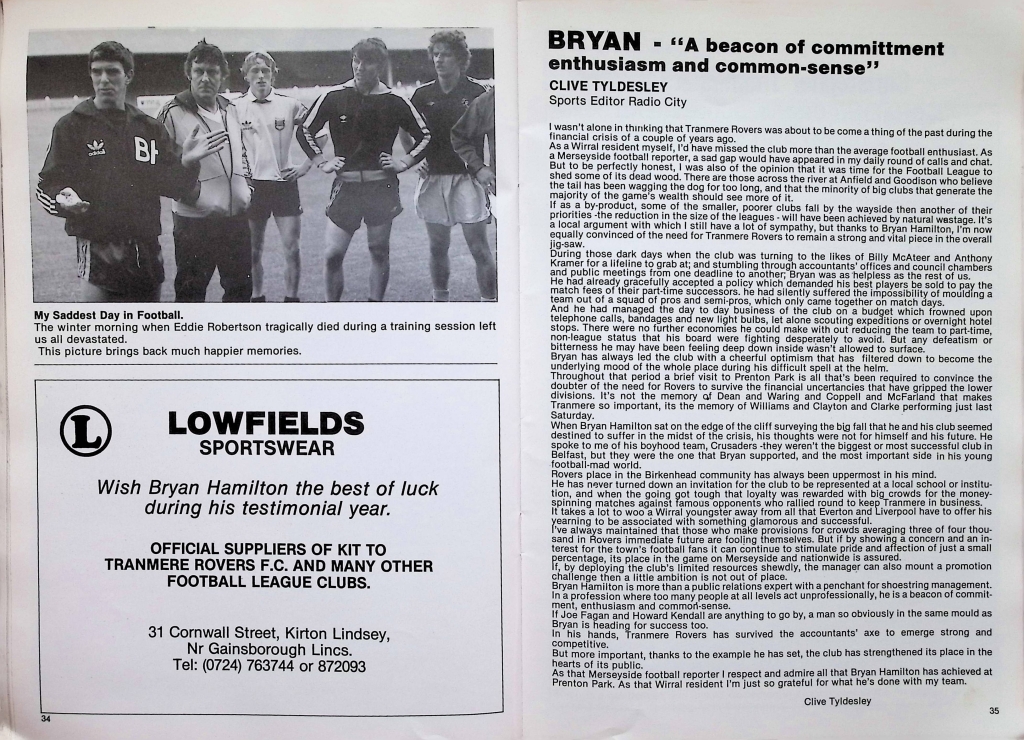 BH
My Saddest Day in Football.
The winter morning when Eddie Robertson tragically died during a training session left
us all devastated.
This picture brings back much happier memories.
L
LOWFIELDS
SPORTSWEAR
Wish Bryan Hamilton the best of luck
during his testimonial year.
OFFICIAL SUPPLIERS OF KIT TO
TRANMERE ROVERS F.C. AND MANY OTHER
FOOTBALL LEAGUE CLUBS.
31 Cornwall Street, Kirton Lindsey,
Nr Gainsborough Lincs.
Tel: (0724) 763744 or 872093
34
BRYAN - "A beacon of committment
enthusiasm and common-sense"
CLIVE TYLDESLEY
Sports Editor Radio City
I wasn't alone in thinking that Tranmere Rovers was about to be come a thing of the past during the
financial crisis of a couple of years ago.
As a Wirral resident myself, I'd have missed the club more than the average football enthusiast. As
a Merseyside football reporter, a sad gap would have appeared in my daily round of calls and chat.
But to be perfectly honest, I was also of the opinion that it was time for the Football League to
shed some of its dead wood. There are those across the river at Anfield and Goodison who believe
the tail has been wagging the dog for too long, and that the minority of big clubs that generate the
majority of the game's wealth should see more of it.
If as a by-product, some of the smaller, poorer clubs fall by the wayside then another of their
priorities -the reduction in the size of the leagues - will have been achieved by natural wastage. It's
a local argument with which I still have a lot of sympathy, but thanks to Bryan Hamilton, I'm now
equally convinced of the need for Tranmere Rovers to remain a strong and vital piece in the overall
jig-saw.
During those dark days when the club was turning to the likes of Billy McAteer and Anthony
Kramer for a lifeline to grab at; and stumbling through accountants' offices and council chambers
and public meetings from one deadline to another; Bryan was as helpless as the rest of us.
He had already gracefully accepted a policy which demanded his best players be sold to pay the
match fees of their part-time successors. he had silently suffered the impossibility of moulding a
team out of a squad of pros and semi-pros, which only came together on match days.
And he had managed the day to day business of the club on a budget which frowned upon
telephone calls, bandages and new light bulbs, let alone scouting expeditions or overnight hotel
stops. There were no further economies he could make with out reducing the team to part-time,
non-league status that his board were fighting desperately to avoid. But any defeatism or
bitterness he may have been feeling deep down inside wasn't allowed to surface.
Bryan has always led the club with a cheerful optimism that has filtered down to become the
underlying mood of the whole place during his difficult spell at the helm.
Throughout that period a brief visit to Prenton Park is all that's been required to convince the
doubter of the need for Rovers to survive the financial uncertancies that have gripped the lower
divisions. It's not the memory of Dean and Waring and Coppell and McFarland that makes
Tranmere so important, its the memory of Williams and Clayton and Clarke performing just last
Saturday.
When Bryan Hamilton sat on the edge of the cliff surveying the big fall that he and his club seemed
destined to suffer in the midst of the crisis, his thoughts were not for himself and his future. He
spoke to me of his boyhood team, Crusaders -they weren't the biggest or most successful club in
Belfast, but they were the one that Bryan supported, and the most important side in his young
football-mad world.
Rovers place in the Birkenhead community has always been uppermost in his mind.
He has never turned down an invitation for the club to be represented at a local school or institu-
tion, and when the going got tough that loyalty was rewarded with big crowds for the money-
spinning matches against famous opponents who rallied round to keep Tranmere in business.
It takes a lot to woo a Wirral youngster away from all that Everton and Liverpool have to offer his
yearning to be associated with something glamorous and successful.
I've always maintained that those who make provisions for crowds averaging three of four thou-
sand in Rovers immediate future are fooling themselves. But if by showing a concern and an in-
terest for the town's football fans it can continue to stimulate pride and affection of just a small
percentage, its place in the game on Merseyside and nationwide is assured.
If, by deploying the club's limited resources shewdly, the manager can also mount a promotion
challenge then a little ambition is not out of place.
Bryan Hamilton is more than a public relations expert with a penchant for shoestring management.
In a profession where too many people at all levels act unprofessionally, he is a beacon of commit-
ment, enthusiasm and common-sense.
If Joe Fagan and Howard Kendall are anything to go by, a man so obviously in the same mould as
Bryan is heading for success too.
In his hands, Tranmere Rovers has survived the accountants' axe to emerge strong and
competitive.
But more important, thanks to the example he has set, the club has strengthened its place in the
hearts of its public.
As that Merseyside football reporter I respect and admire all that Bryan Hamilton has achieved at
Prenton Park. As that Wirral resident I'm just so grateful for what he's done with my team.
Clive Tyldesley
35